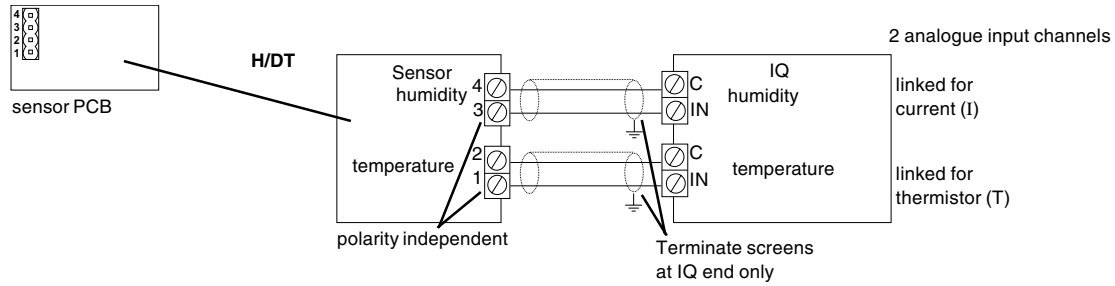 4
3
2
1
sensor PCB
H/DT
Sensor
humidity
4
3
temperature
2
1
polarity independent
C
IN
IQ
humidity
C
IN
temperature
Terminate screens
at IQ end only
2 analogue input channels
linked for
current (I)
linked for
thermistor (T)